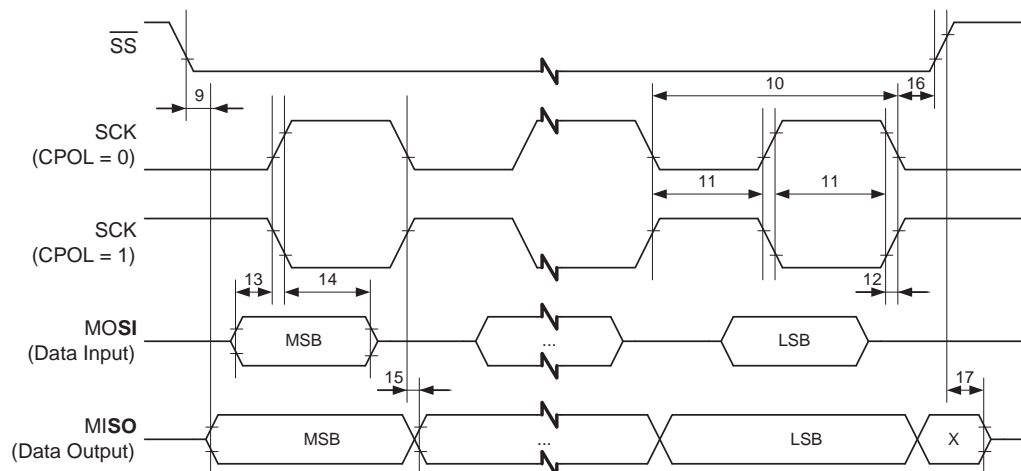 SS
9
10
16
SCK
(CPOL = 0)
11
11
SCK
(CPOL = 1)
13
14
12
MOSI
(Data Input)
MSB
...
LSB
15
17
MISO
(Data Output)
MSB
...
LSB
X